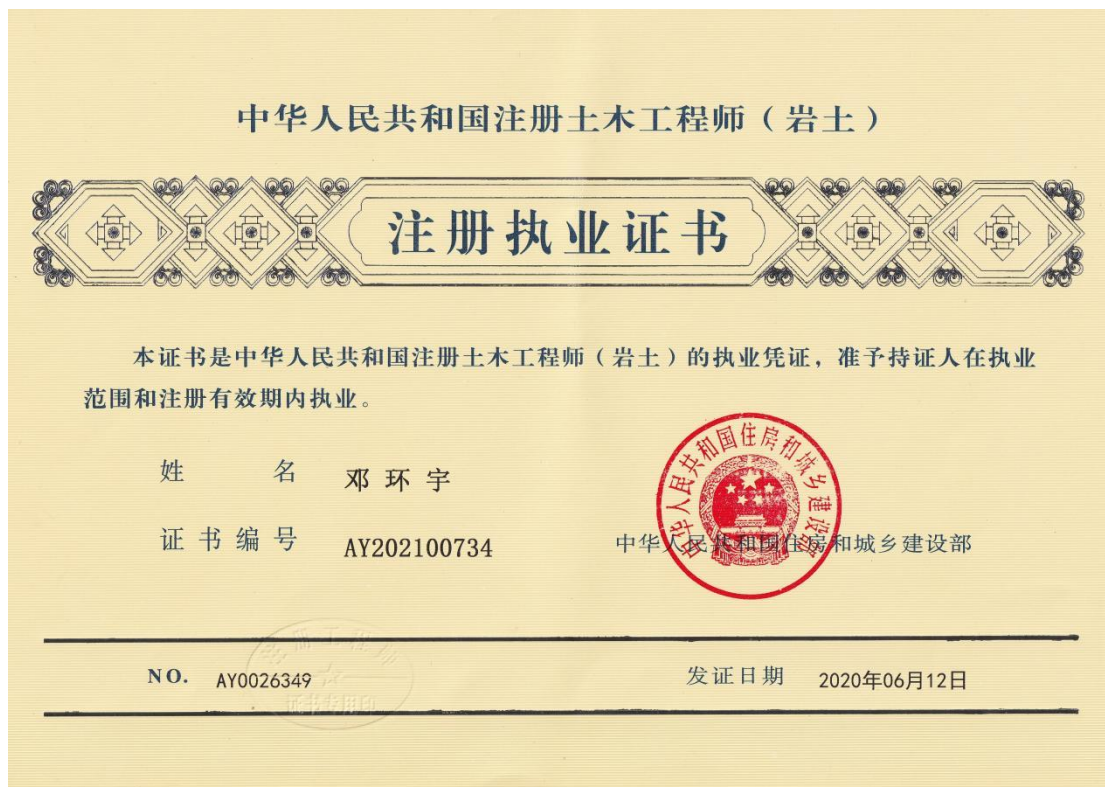 中华人民共和国注册土木工程师（岩土）
注册执业证书
本证书是中华人民共和国注册土木工程师（岩土）的执业凭证，准予持证人在执业
范围和注册有效期内执业。
姓 名 邓环宇
证书编号 AY202100734
中华人民共和国住房和城乡建设部
中华人民共和国住房和城乡建设部
NO. AY0026349
发证日期 2020年06月12日
证书专用印